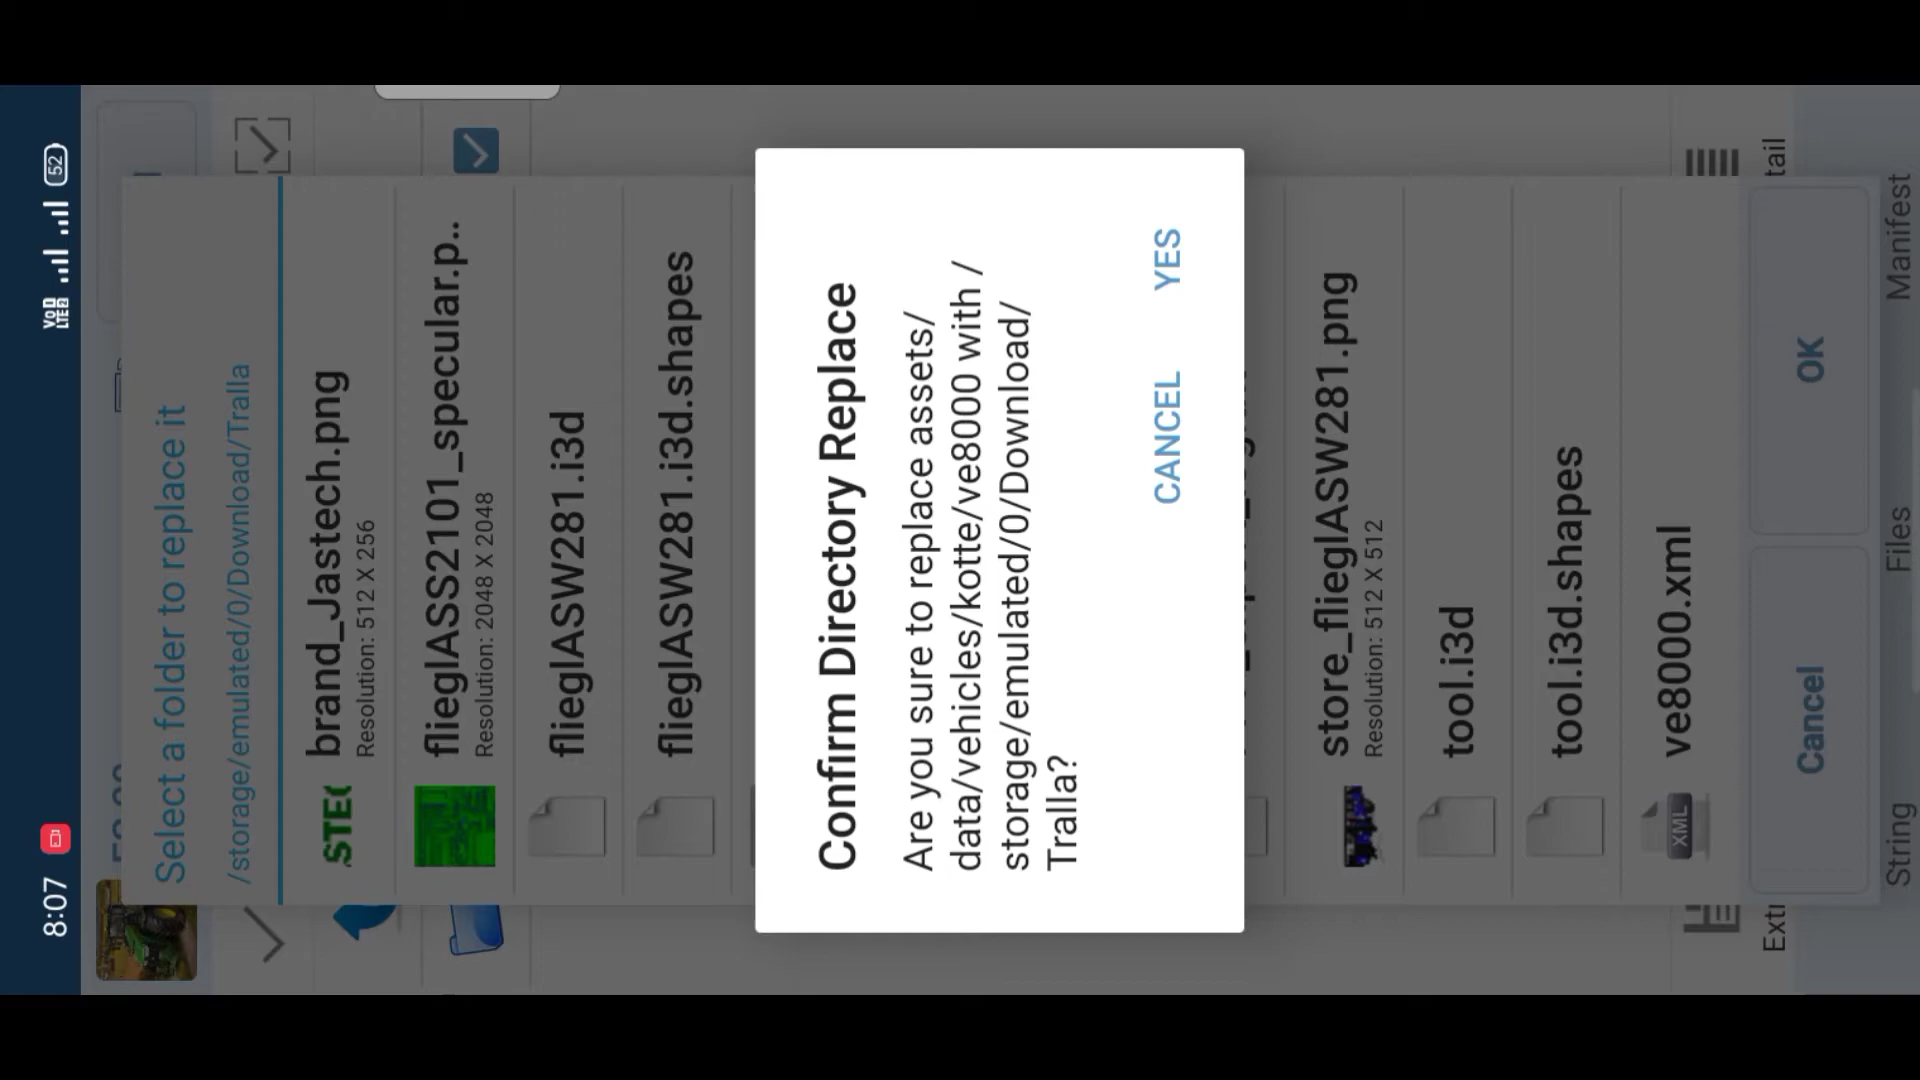 8:07
VoD
LTE2
52
Select a folder to replace it
/storage/emulated/0/Download/Tralla
brand_Jastech.png
Resolution: 512 X 256
flieglASS2101_specular.p..
Resolution: 2048 X 2048
flieglASW281.i3d
flieglASW281.i3d.shapes
Confirm Directory Replace
Are you sure to replace assets/
data/vehicles/kotte/ve8000 with /
storage/emulated/0/Download/
Tralla?
CANCEL YES
store_flieglASW281.png
Resolution: 512 X 512
tool.i3d
tool.i3d.shapes
XML
ve8000.xml
Cancel OK
String Files Manifest